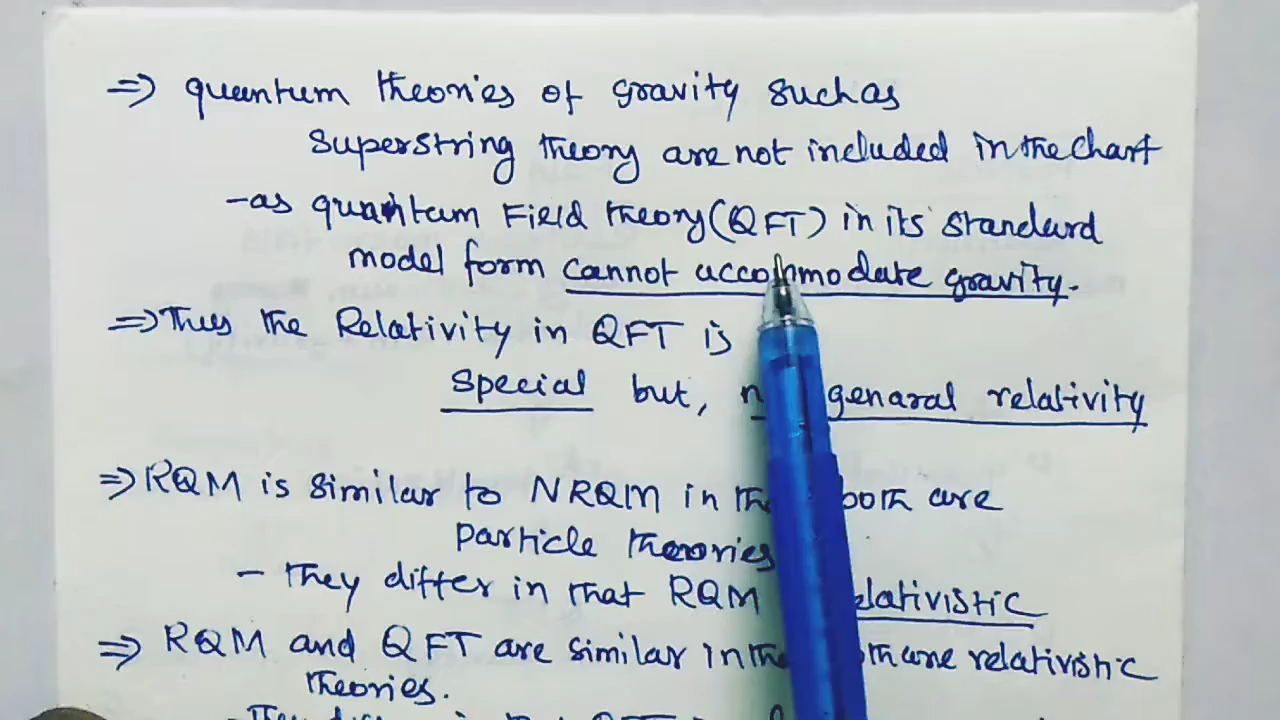 ⇒ quantum theories of gravity such as
superstring theory are not included in the chart
- as quantum Field theory (QFT) in its standard
model form cannot accommodate gravity.
⇒ Thus the Relativity in QFT is
special but, genaral relativity
⇒ RQM is similar to NRQM in are
particle theories
- They differ in that RQM
⇒ RQM and QFT are similar in are relativistic
theories.